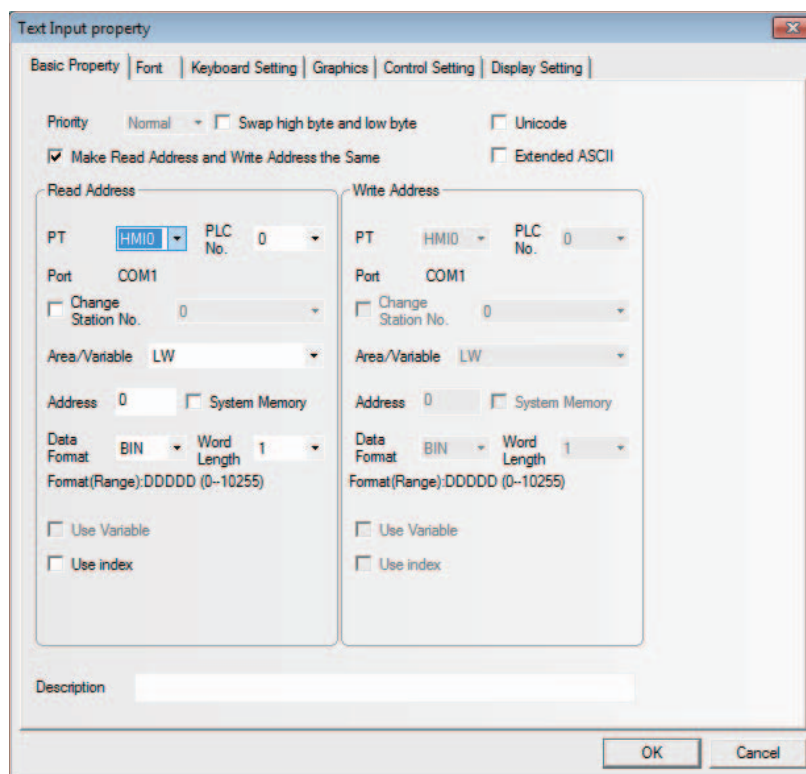 Text Input property
Basic Property Font Keyboard Setting Graphics Control Setting Display Setting
Priority Normal Swap high byte and low byte Unicode
Make Read Address and Write Address the Same Extended ASCII
Read Address Write Address
PT HMI0 PLC No. 0 PT HMI0 PLC No. 0
Port COM1 Port COM1
Change Station No. 0 Change Station No. 0
Area/Variable LW Area/Variable LW
Address 0 System Memory Address 0 System Memory
Data Format BIN Word Length 1 Data Format BIN Word Length 1
Format(Range):DDDDD (0--10255) Format(Range):DDDDD (0--10255)
Use Variable Use Variable
Use index Use index
Description
OK Cancel